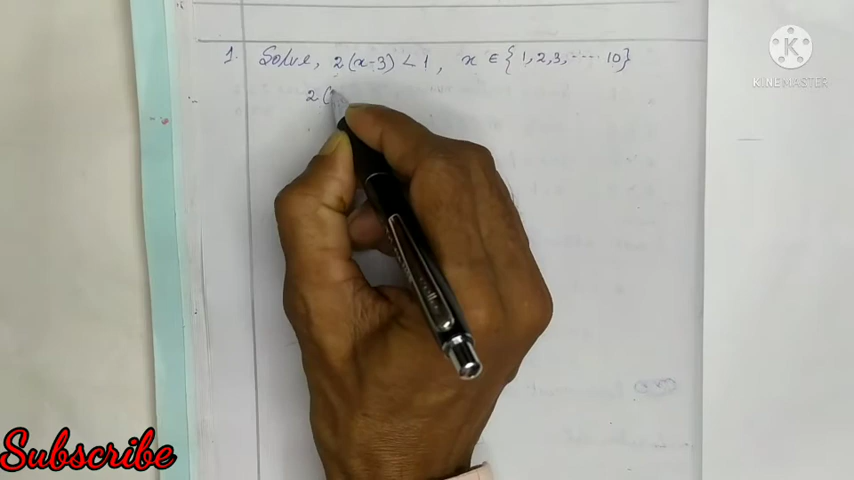 1. Solve, 2(x-3) < 1, x ∈ {1,2,3,.... 10}
2(
KINEMASTER
Subscribe